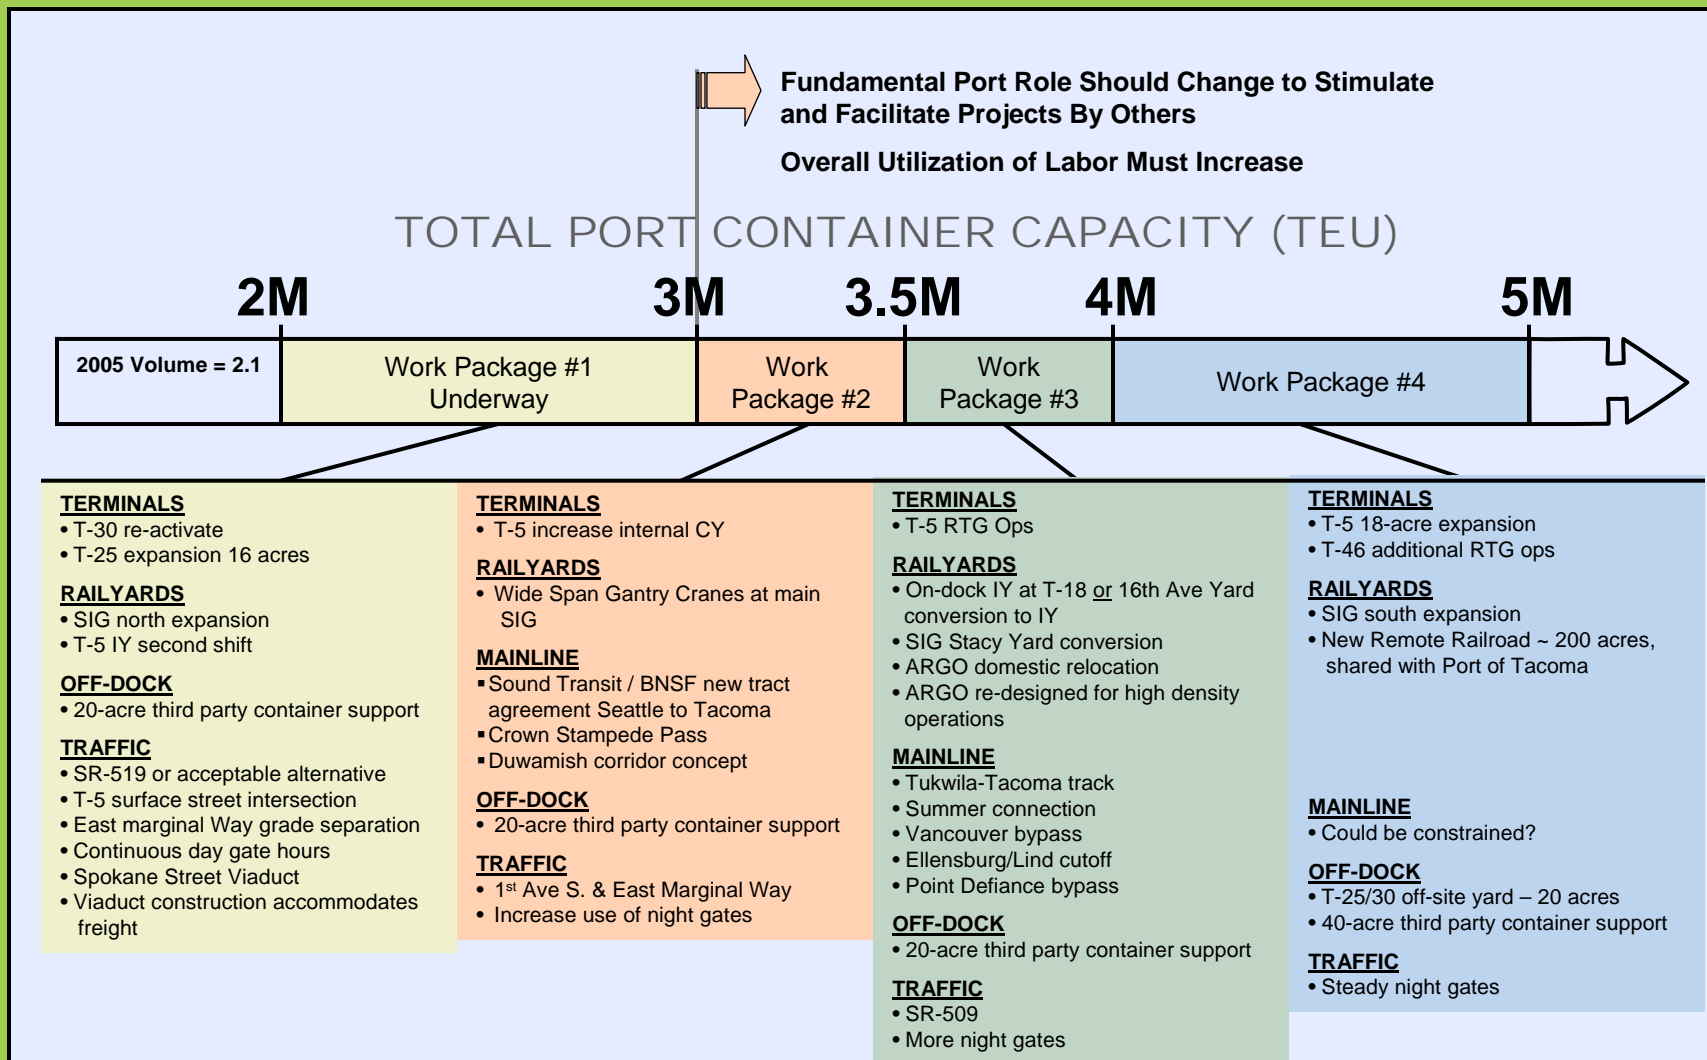 Fundamental Port Role Should Change to Stimulate
and Facilitate Projects By Others
Overall Utilization of Labor Must Increase
TOTAL PORT CONTAINER CAPACITY (TEU)
2M
3M
3.5M
4M
5M
2005 Volume = 2.1
Work Package #1
Underway
Work
Package #2
Work
Package #3
Work Package #4
TERMINALS
• T-30 re-activate
• T-25 expansion 16 acres
RAILYARDS
• SIG north expansion
• T-5 IY second shift
OFF-DOCK
• 20-acre third party container support
TRAFFIC
• SR-519 or acceptable alternative
• T-5 surface street intersection
• East marginal Way grade separation
• Continuous day gate hours
• Spokane Street Viaduct
• Viaduct construction accommodates
freight
TERMINALS
• T-5 increase internal CY
RAILYARDS
• Wide Span Gantry Cranes at main
SIG
MAINLINE
▪ Sound Transit / BNSF new tract
agreement Seattle to Tacoma
▪ Crown Stampede Pass
▪ Duwamish corridor concept
OFF-DOCK
• 20-acre third party container support
TRAFFIC
• 1st Ave S. & East Marginal Way
• Increase use of night gates
TERMINALS
• T-5 RTG Ops
RAILYARDS
• On-dock IY at T-18 or 16th Ave Yard
conversion to IY
• SIG Stacy Yard conversion
• ARGO domestic relocation
• ARGO re-designed for high density
operations
MAINLINE
• Tukwila-Tacoma track
• Summer connection
• Vancouver bypass
• Ellensburg/Lind cutoff
• Point Defiance bypass
OFF-DOCK
• 20-acre third party container support
TRAFFIC
• SR-509
• More night gates
TERMINALS
• T-5 18-acre expansion
• T-46 additional RTG ops
RAILYARDS
• SIG south expansion
• New Remote Railroad ~ 200 acres,
shared with Port of Tacoma
MAINLINE
• Could be constrained?
OFF-DOCK
• T-25/30 off-site yard – 20 acres
• 40-acre third party container support
TRAFFIC
• Steady night gates